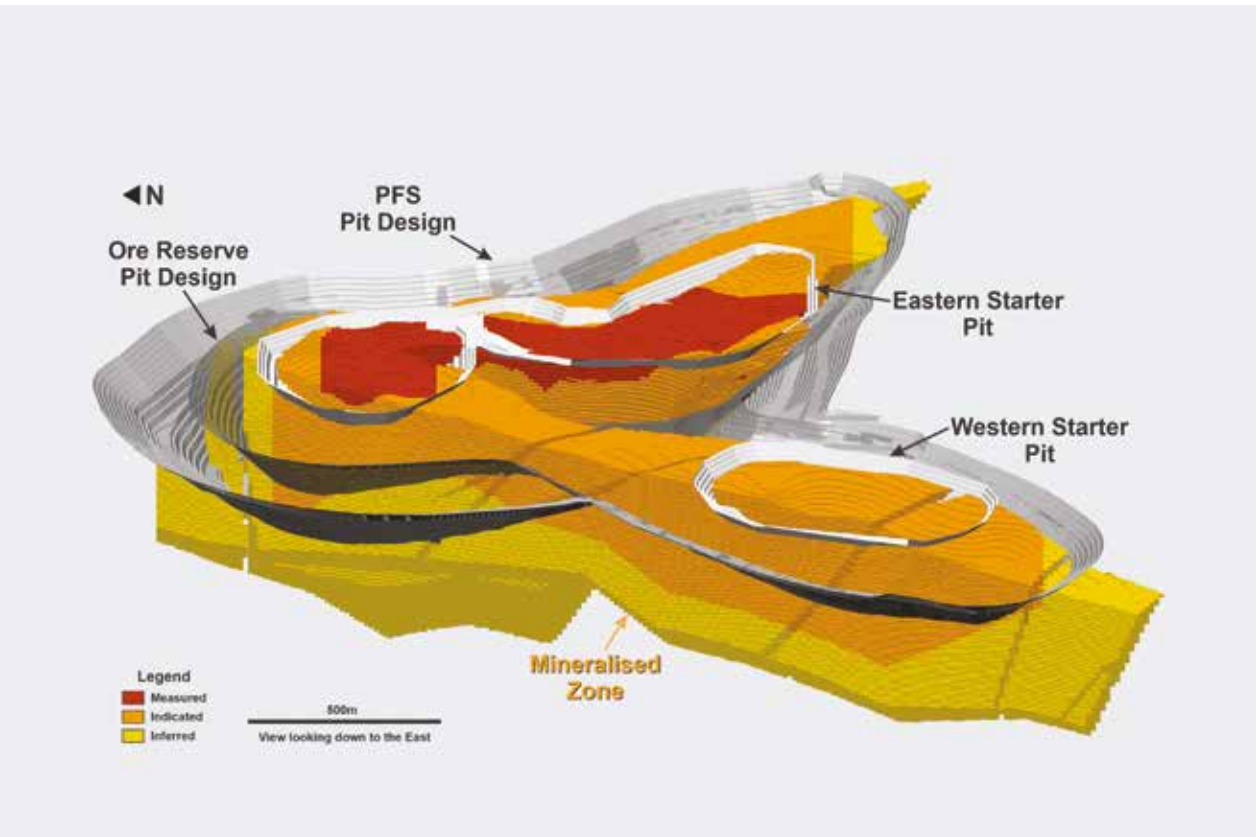 N
PFS
Pit Design
Ore Reserve
Pit Design
Eastern Starter
Pit
Western Starter
Pit
Mineralised
Zone
Legend
Measured
Indicated
Inferred
500m
View looking down to the East